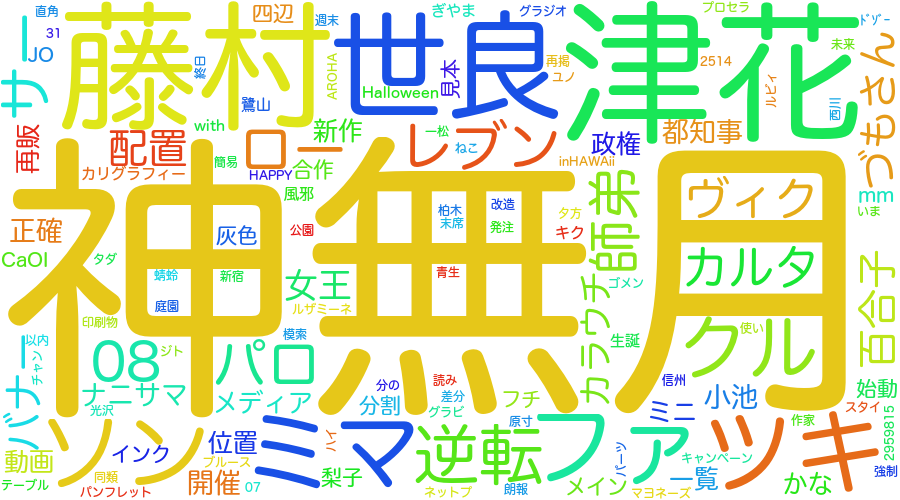 直角
31
JO
サー
藤村
四辺
週末
ぎやま
グラジオ
世良
AROHA
見本
Halloween
再掲
ユノ
津花
プロセラ
2514
ルビィ
未来
西川
ﾄﾞｿﾞｰ
づもさん
終日
鷺山
with
新作
一松
ねこ
レブン
政権
都知事
inHAWAii
再販
配置
ロー
カリグラフィー
簡易
HAPPY
合作
風邪
mm
いま
正確
CaOI
タダ
神無月
蜻蛉
庭園
灰色
新宿
公園
女王
ルザミーネ
柏木
末席
改造
発注
青生
夕方
キク
師弟
カラウチ
ゴメン
ヴィク
カルタ
クル
百合子
印刷物
以内
チャン
バナー
ジト
08
パロ
模索
生誕
信州
使い
始動
ナニサマ
光沢
メディア
分の
分割
読み
差分
グラビ
フチ
原寸
ミニ
小池
作家
スタイ
2959815
動画
テーブル
ツン
同類
パンフレット
インク
ブルース
開催
07
位置
ミマ
ハイ
梨子
逆転
ネットプ
朗報
ファ
メイン
パーツ
マヨネーズ
キャンペーン
一覧
ツキ
かな
強制